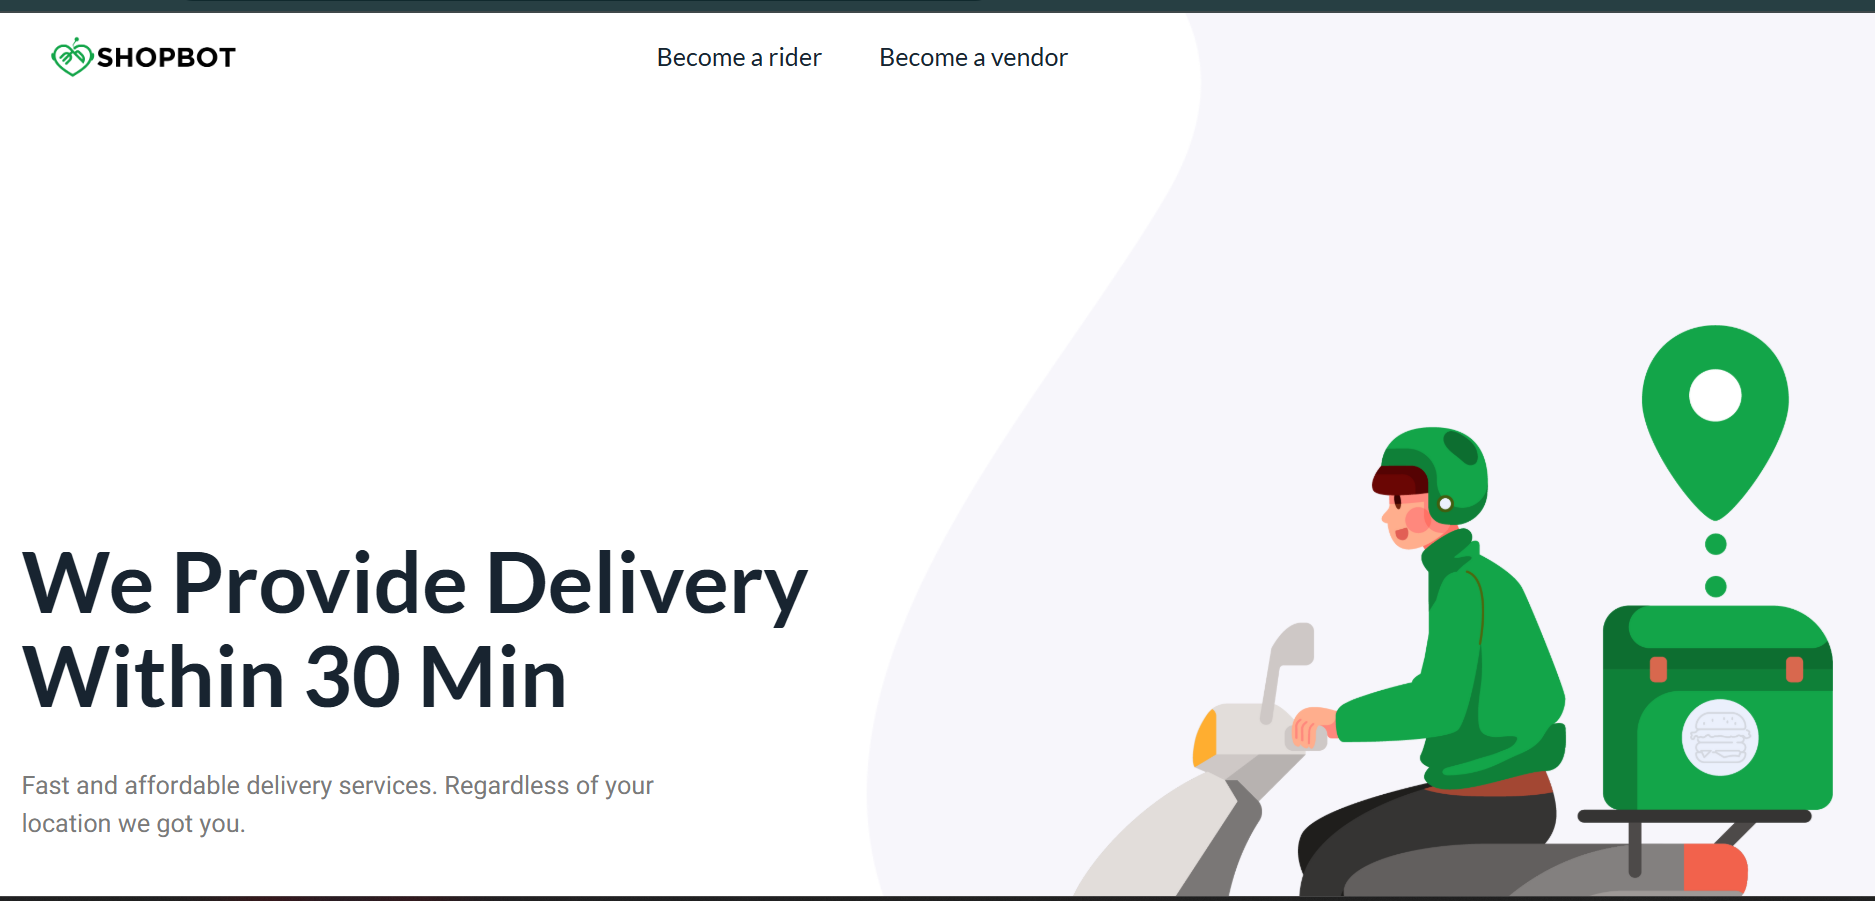 SHOPBOT
Become a rider
Become a vendor
We Provide Delivery
Within 30 Min
Fast and affordable delivery services. Regardless of your
location we got you.